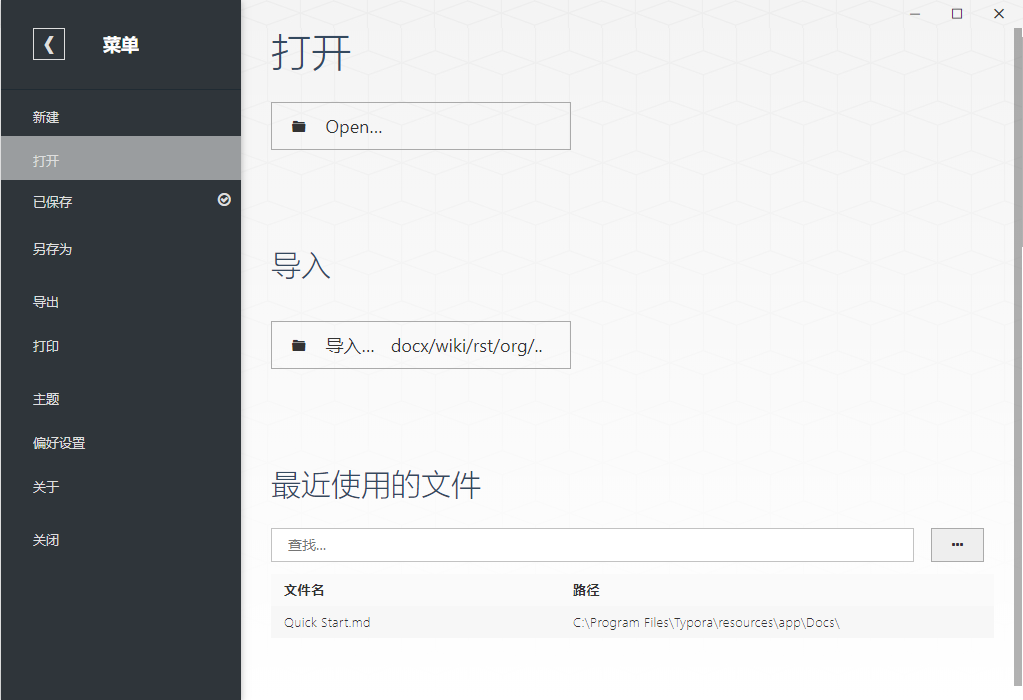 菜单
新建
打开
已保存
另存为
导出
打印
主题
偏好设置
关于
关闭
打开
Open...
导入
导入... docx/wiki/rst/org/..
最近使用的文件
查找...
文件名 路径
Quick Start.md C:\Program Files\Typora\resources\app\Docs\